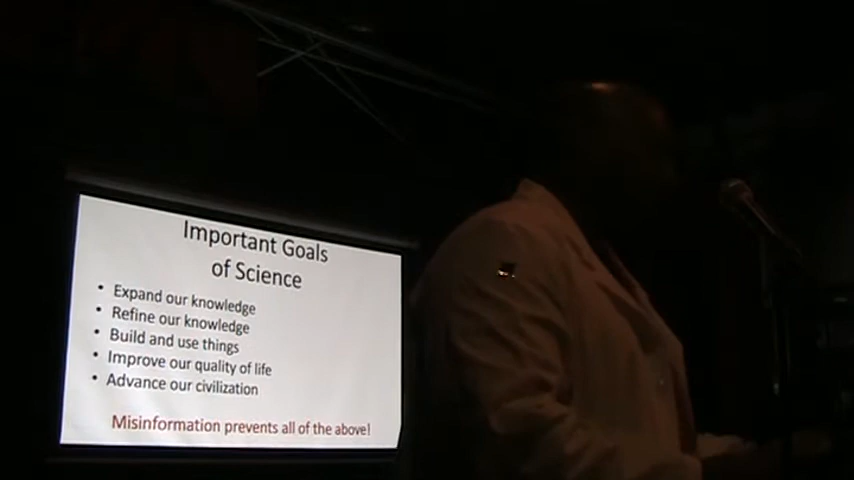 Important Goals
of Science
• Expand our knowledge
• Refine our knowledge
• Build and use things
• Improve our quality of life
• Advance our civilization
Misinformation prevents all of the above!